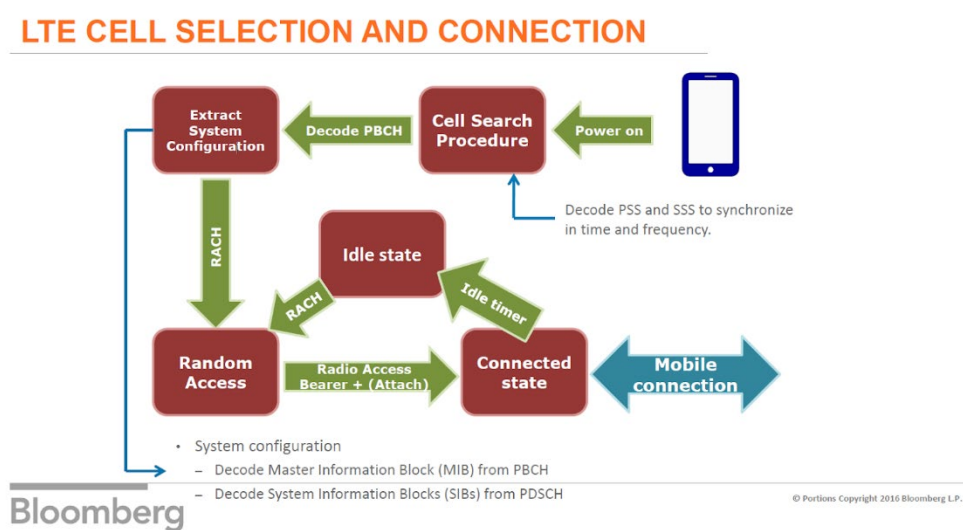 LTE CELL SELECTION AND CONNECTION
Extract
System
Configuration
Decode PBCH
Cell Search
Procedure
Power on
Decode PSS and SSS to synchronize
in time and frequency.
RACH
Idle state
RACH
Idle timer
Random
Access
Radio Access
Bearer + (Attach)
Connected
state
Mobile
connection
• System configuration
– Decode Master Information Block (MIB) from PBCH
– Decode System Information Blocks (SIBs) from PDSCH
Bloomberg
© Portions Copyright 2016 Bloomberg L.P.